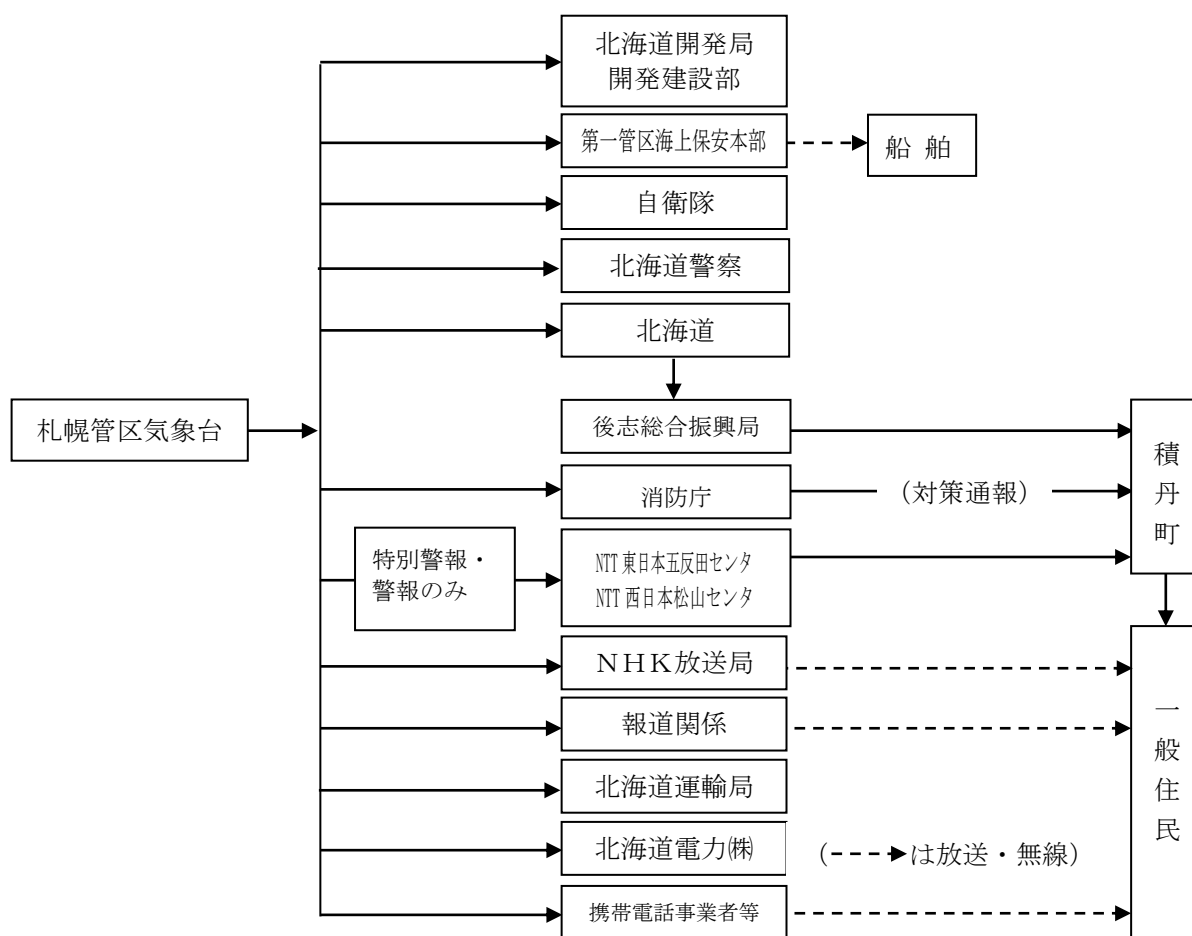 北海道開発局
開発建設部
第一管区海上保安本部
船舶
自衛隊
北海道警察
北海道
札幌管区気象台
後志総合振興局
積丹町
消防庁
（対策通報）
特別警報・
警報のみ
NTT東日本五反田センタ
NTT西日本松山センタ
ＮＨＫ放送局
一般住民
報道関係
北海道運輸局
北海道電力㈱
（は放送・無線）
携帯電話事業者等